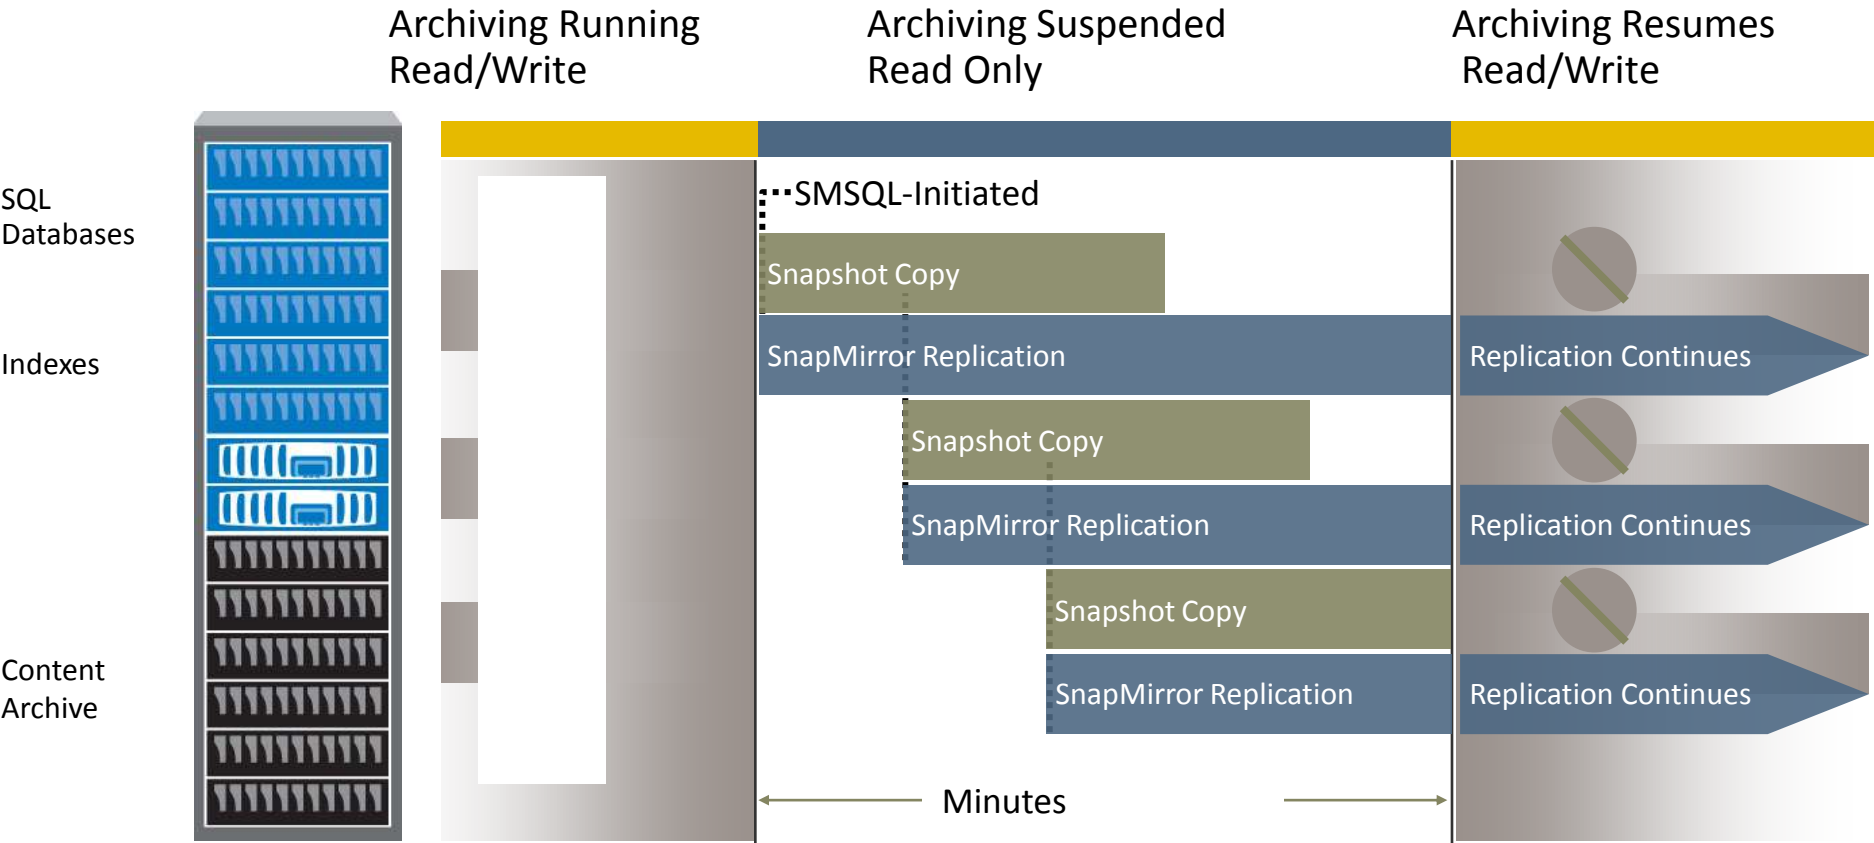 Archiving Running
Read/Write
Archiving Suspended
Read Only
Archiving Resumes
Read/Write
SQL
Databases
Indexes
Content
Archive
SMSQL-Initiated
Snapshot Copy
SnapMirror Replication
Replication Continues
Snapshot Copy
SnapMirror Replication
Replication Continues
Snapshot Copy
SnapMirror Replication
Replication Continues
Minutes